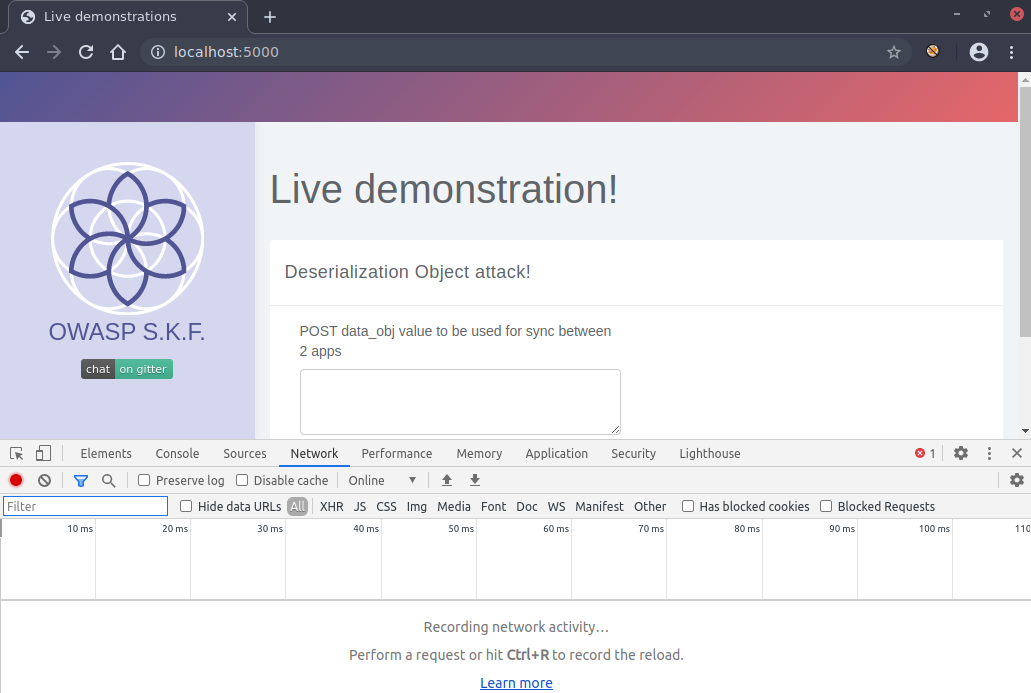 Live demonstrations
localhost:5000
Live demonstration!
OWASP S.K.F.
chat on gitter
Deserialization Object attack!
POST data_obj value to be used for sync between
2 apps
Elements Console Sources Network Performance Memory Application Security Lighthouse 1
Preserve log Disable cache Online
Filter Hide data URLs All XHR JS CSS Img Media Font Doc WS Manifest Other Has blocked cookies Blocked Requests
10 ms 20 ms 30 ms 40 ms 50 ms 60 ms 70 ms 80 ms 90 ms 100 ms 110
Recording network activity…
Perform a request or hit Ctrl+R to record the reload.
Learn more